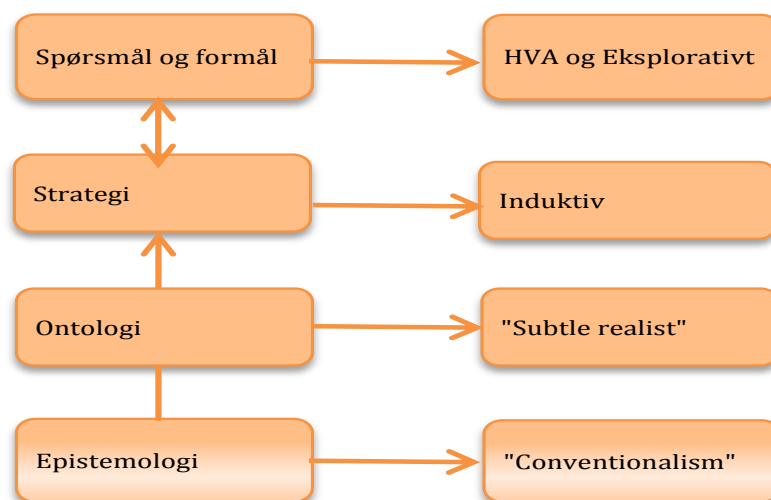 Spørsmål og formål
HVA og Eksplorativt
Strategi
Induktiv
Ontologi
"Subtle realist"
Epistemologi
"Conventionalism"